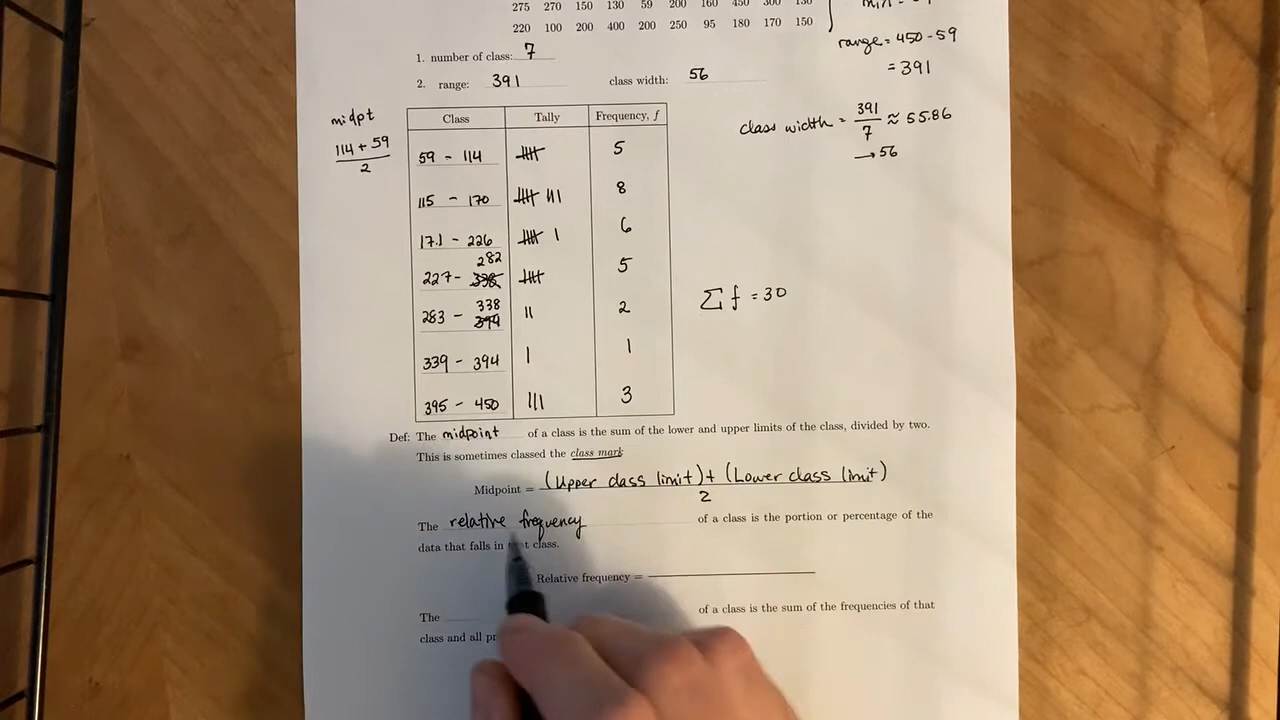 275 270 150 130 59 200 160 450 300 130
220 100 200 400 200 250 95 180 170 150
range = 450 - 59
= 391
1. number of class: 7
2. range: 391 class width: 56
class width = 391/7 ≈ 55.86
→ 56
midpt
114 + 59
2
Class Tally Frequency, f
59 - 114 5
115 - 170 8
171 - 226 6
282
227 - 338 5
338
283 - 394 2
339 - 394 1
395 - 450 3
∑ f = 30
Def: The midpoint of a class is the sum of the lower and upper limits of the class, divided by two.
This is sometimes classed the class mark
Midpoint = (Upper class limit) + (Lower class limit)
2
The relative frequency of a class is the portion or percentage of the
data that falls in class.
Relative frequency =
The of a class is the sum of the frequencies of that
class and all